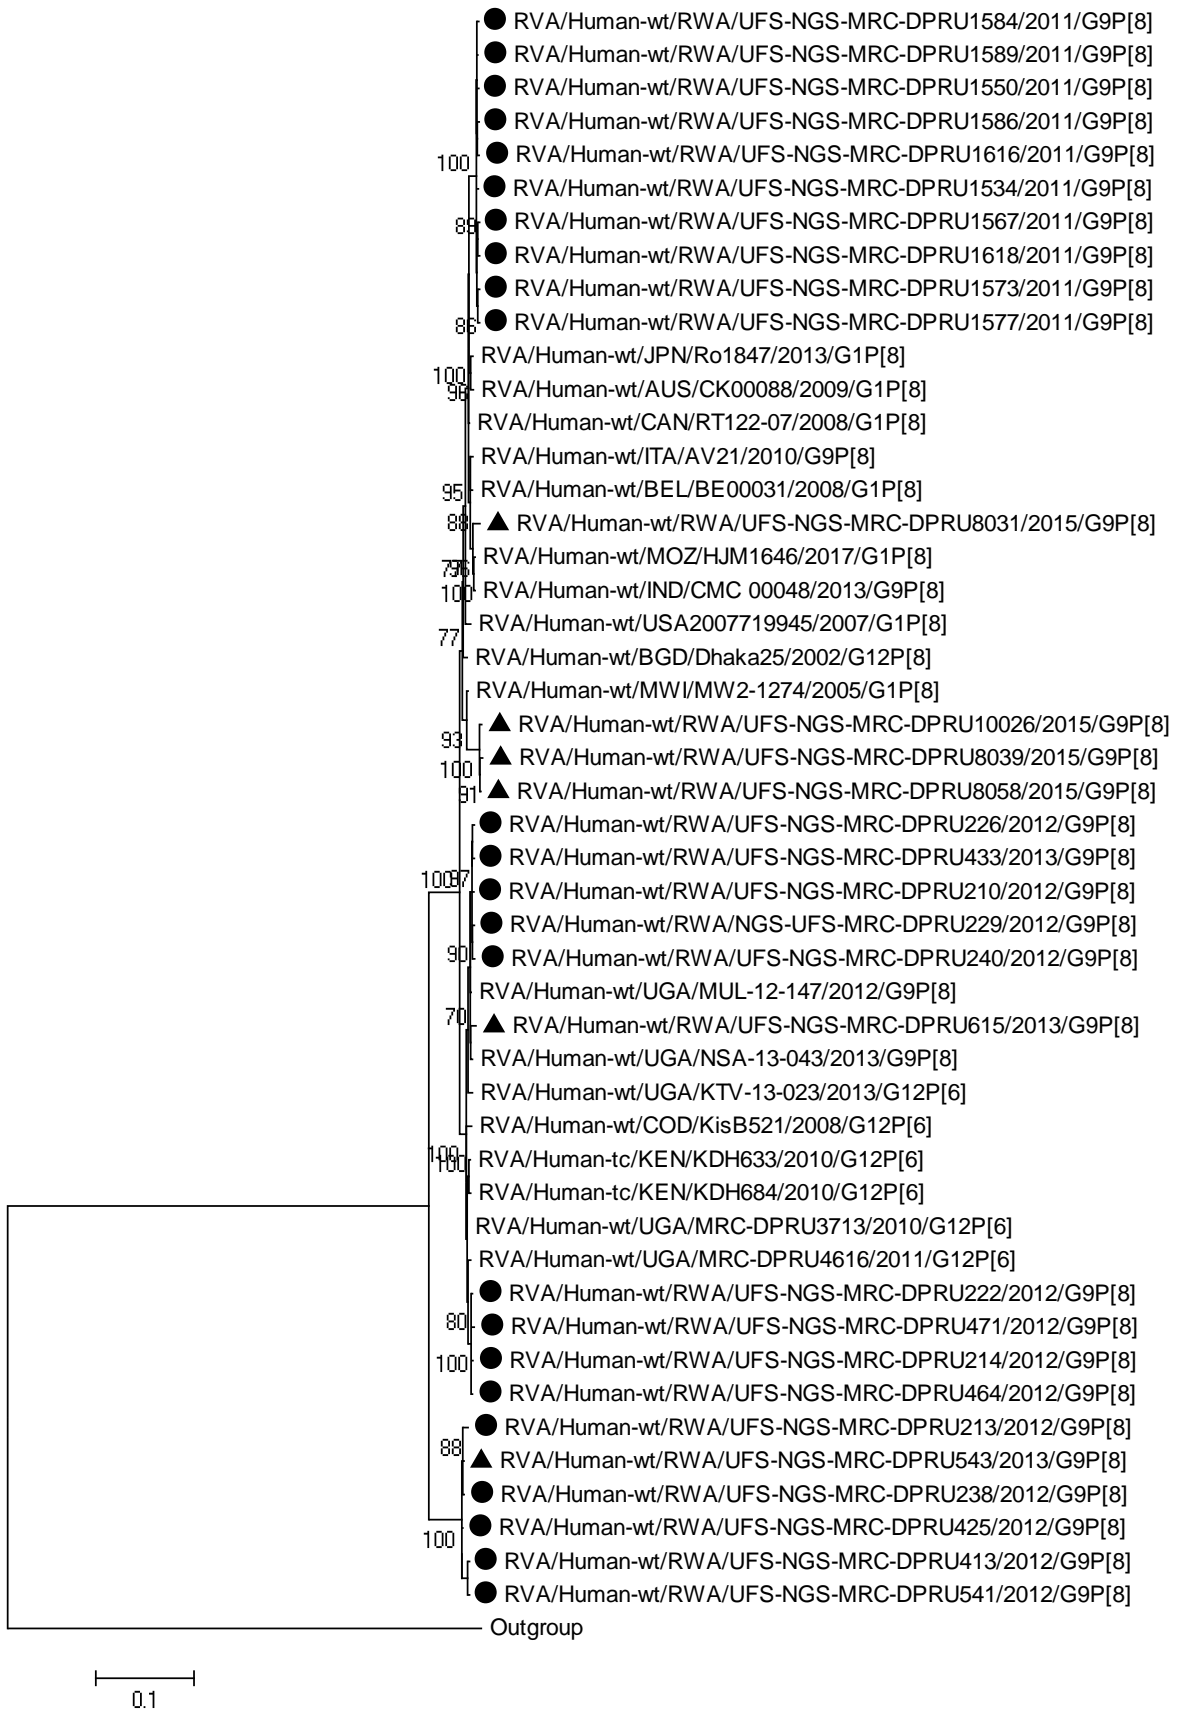 RVA/Human-wt/RWA/UFS-NGS-MRC-DPRU1584/2011/G9P[8]
RVA/Human-wt/RWA/UFS-NGS-MRC-DPRU1589/2011/G9P[8]
RVA/Human-wt/RWA/UFS-NGS-MRC-DPRU1550/2011/G9P[8]
RVA/Human-wt/RWA/UFS-NGS-MRC-DPRU1586/2011/G9P[8]
100
RVA/Human-wt/RWA/UFS-NGS-MRC-DPRU1616/2011/G9P[8]
RVA/Human-wt/RWA/UFS-NGS-MRC-DPRU1534/2011/G9P[8]
89
RVA/Human-wt/RWA/UFS-NGS-MRC-DPRU1567/2011/G9P[8]
RVA/Human-wt/RWA/UFS-NGS-MRC-DPRU1618/2011/G9P[8]
RVA/Human-wt/RWA/UFS-NGS-MRC-DPRU1573/2011/G9P[8]
86
RVA/Human-wt/RWA/UFS-NGS-MRC-DPRU1577/2011/G9P[8]
RVA/Human-wt/JPN/Ro1847/2013/G1P[8]
100
RVA/Human-wt/AUS/CK00088/2009/G1P[8]
RVA/Human-wt/CAN/RT122-07/2008/G1P[8]
RVA/Human-wt/ITA/AV21/2010/G9P[8]
95
RVA/Human-wt/BEL/BE00031/2008/G1P[8]
88
RVA/Human-wt/RWA/UFS-NGS-MRC-DPRU8031/2015/G9P[8]
RVA/Human-wt/MOZ/HJM1646/2017/G1P[8]
100
RVA/Human-wt/IND/CMC 00048/2013/G9P[8]
RVA/Human-wt/USA2007719945/2007/G1P[8]
77
RVA/Human-wt/BGD/Dhaka25/2002/G12P[8]
RVA/Human-wt/MWI/MW2-1274/2005/G1P[8]
RVA/Human-wt/RWA/UFS-NGS-MRC-DPRU10026/2015/G9P[8]
93
RVA/Human-wt/RWA/UFS-NGS-MRC-DPRU8039/2015/G9P[8]
100
91
RVA/Human-wt/RWA/UFS-NGS-MRC-DPRU8058/2015/G9P[8]
RVA/Human-wt/RWA/UFS-NGS-MRC-DPRU226/2012/G9P[8]
RVA/Human-wt/RWA/UFS-NGS-MRC-DPRU433/2013/G9P[8]
100
RVA/Human-wt/RWA/UFS-NGS-MRC-DPRU210/2012/G9P[8]
RVA/Human-wt/RWA/NGS-UFS-MRC-DPRU229/2012/G9P[8]
90
RVA/Human-wt/RWA/UFS-NGS-MRC-DPRU240/2012/G9P[8]
RVA/Human-wt/UGA/MUL-12-147/2012/G9P[8]
70
RVA/Human-wt/RWA/UFS-NGS-MRC-DPRU615/2013/G9P[8]
RVA/Human-wt/UGA/NSA-13-043/2013/G9P[8]
RVA/Human-wt/UGA/KTV-13-023/2013/G12P[6]
RVA/Human-wt/COD/KisB521/2008/G12P[6]
100
100
RVA/Human-tc/KEN/KDH633/2010/G12P[6]
RVA/Human-tc/KEN/KDH684/2010/G12P[6]
RVA/Human-wt/UGA/MRC-DPRU3713/2010/G12P[6]
RVA/Human-wt/UGA/MRC-DPRU4616/2011/G12P[6]
RVA/Human-wt/RWA/UFS-NGS-MRC-DPRU222/2012/G9P[8]
80
RVA/Human-wt/RWA/UFS-NGS-MRC-DPRU471/2012/G9P[8]
100
RVA/Human-wt/RWA/UFS-NGS-MRC-DPRU214/2012/G9P[8]
RVA/Human-wt/RWA/UFS-NGS-MRC-DPRU464/2012/G9P[8]
RVA/Human-wt/RWA/UFS-NGS-MRC-DPRU213/2012/G9P[8]
88
RVA/Human-wt/RWA/UFS-NGS-MRC-DPRU543/2013/G9P[8]
RVA/Human-wt/RWA/UFS-NGS-MRC-DPRU238/2012/G9P[8]
RVA/Human-wt/RWA/UFS-NGS-MRC-DPRU425/2012/G9P[8]
100
RVA/Human-wt/RWA/UFS-NGS-MRC-DPRU413/2012/G9P[8]
RVA/Human-wt/RWA/UFS-NGS-MRC-DPRU541/2012/G9P[8]
Outgroup
0.1